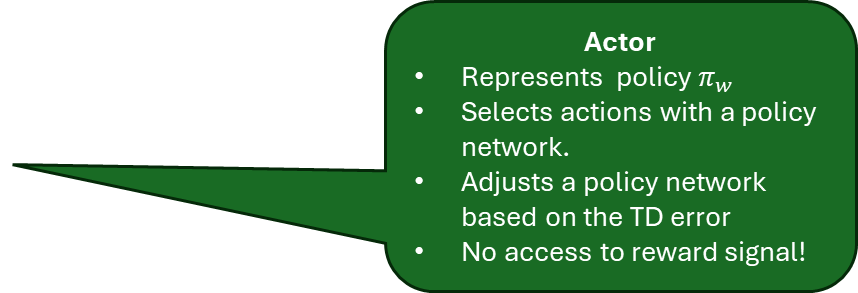 Actor
• Represents  policy π_w
• Selects actions with a policy
network.
• Adjusts a policy network
based on the TD error
• No access to reward signal!